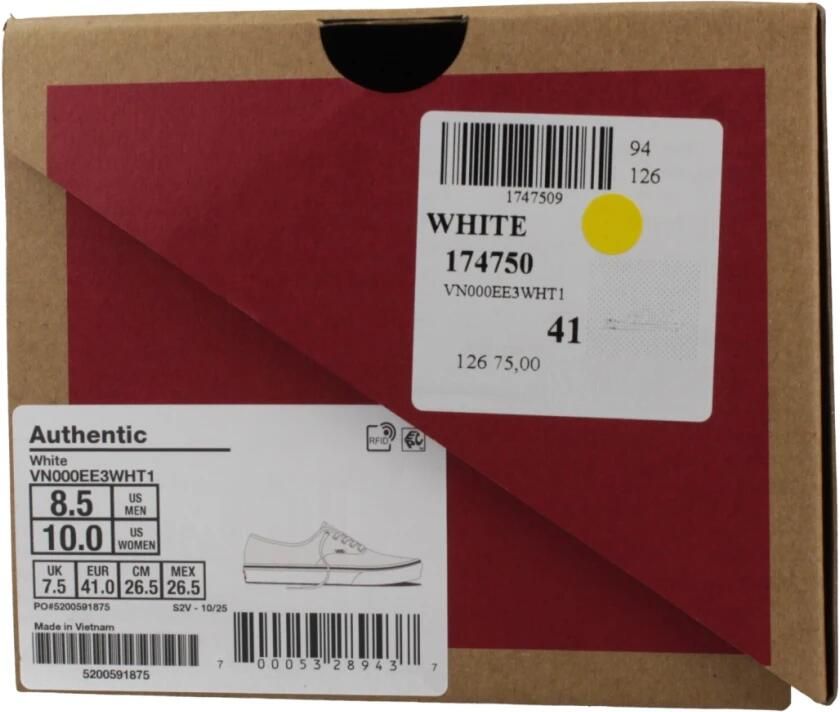 94
126
1747509
WHITE
174750
VN000EE3WHT1
41
126 75,00
Authentic
RFID
White
VN000EE3WHT1
8.5 US MEN
10.0 US WOMEN
UK EUR CM MEX
7.5 41.0 26.5 26.5
PO#5200591875 S2V - 10/25
Made in Vietnam
5200591875
7 00053 28943 7